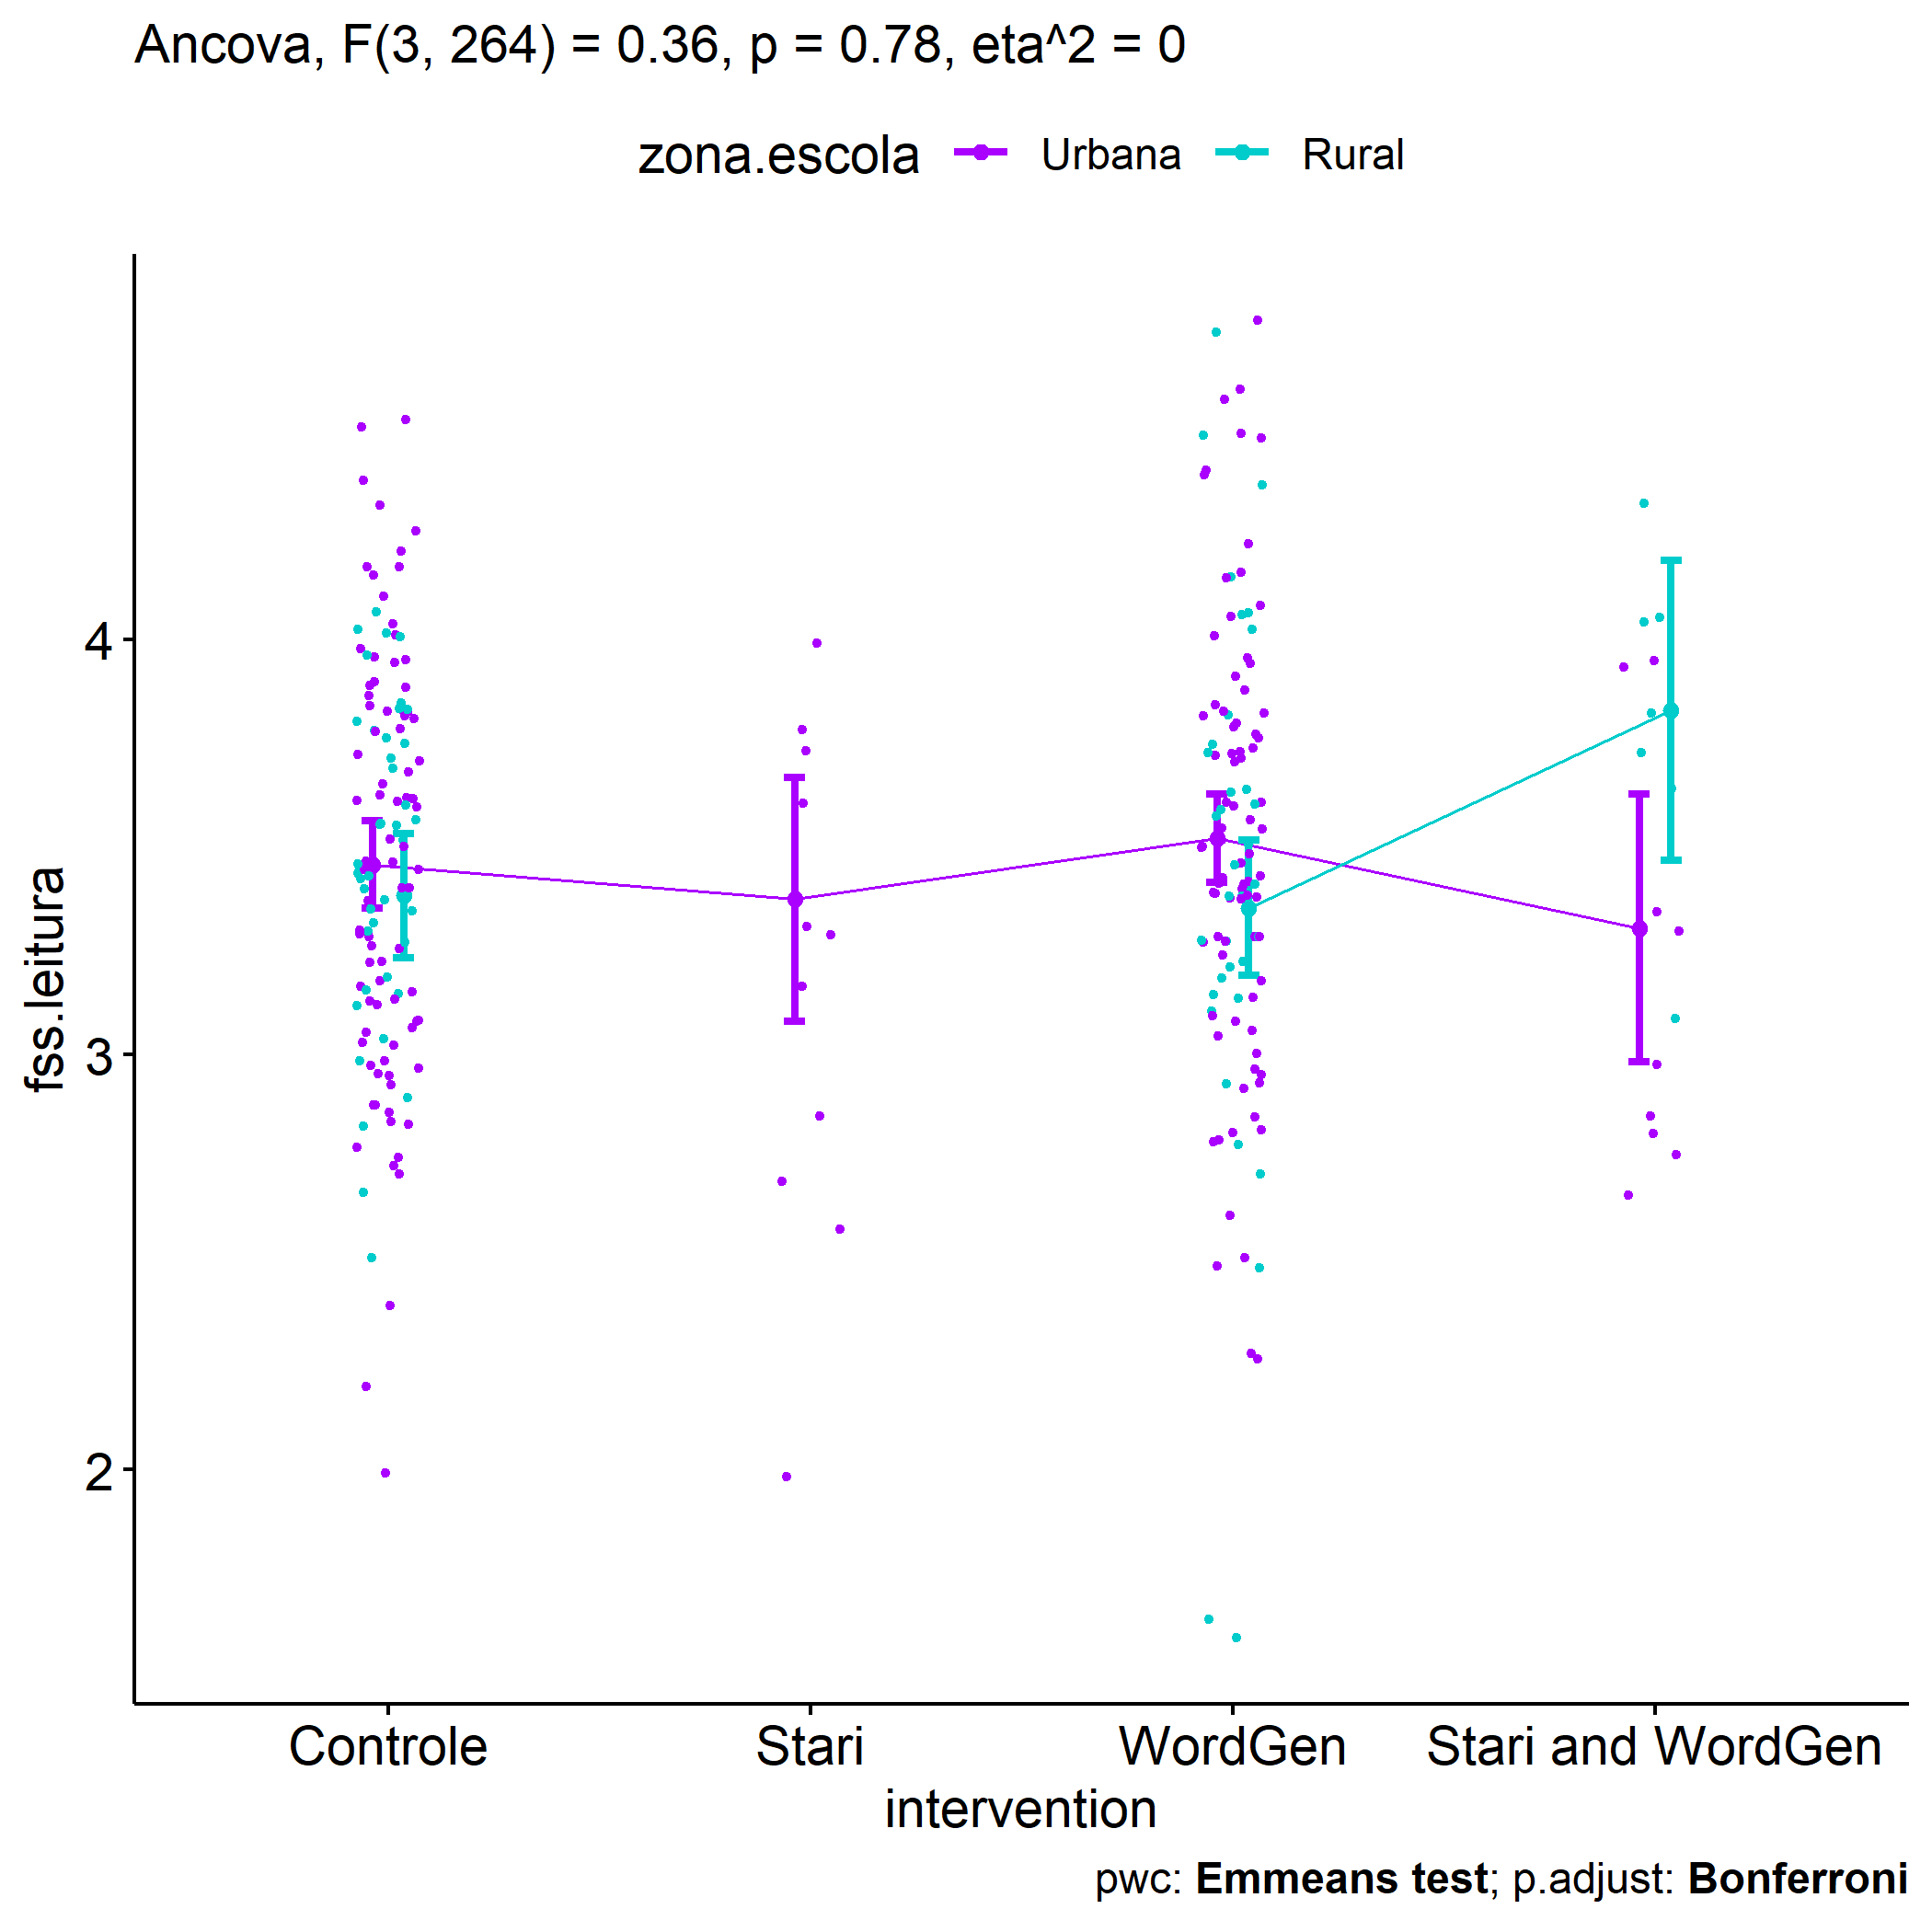 Ancova, F(3, 264) = 0.36, p = 0.78, eta^2 = 0
zona.escola Urbana Rural
fss.leitura
4
3
2
Controle Stari WordGen Stari and WordGen
intervention
pwc: Emmeans test; p.adjust: Bonferroni